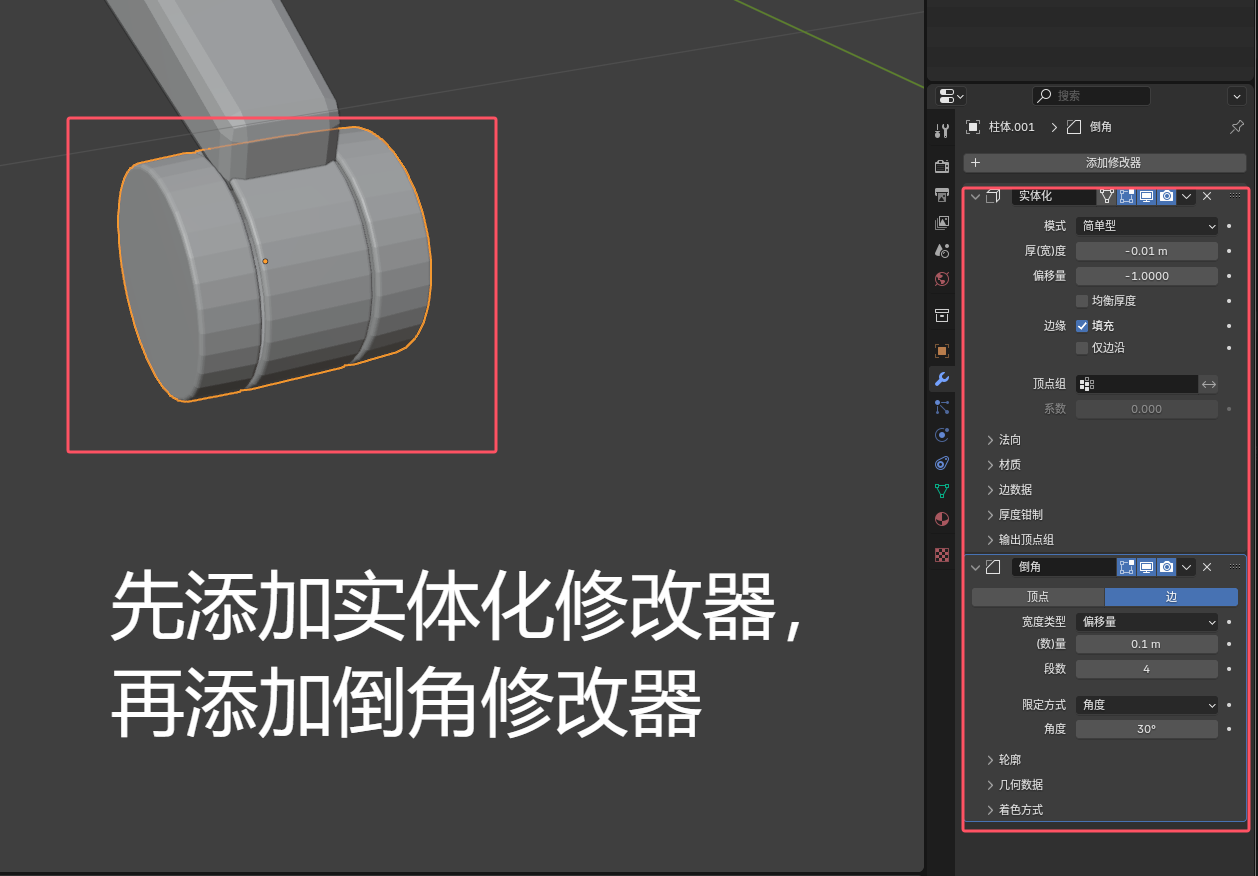 搜索
柱体.001 > 倒角
+ 添加修改器
实体化
模式 简单型
厚(宽)度 -0.01 m
偏移量 -1.0000
均衡厚度
边缘 填充
仅边沿
顶点组
系数 0.000
法向
材质
边数据
厚度钳制
输出顶点组
倒角
顶点 边
宽度类型 偏移量
(数)量 0.1 m
段数 4
限定方式 角度
角度 30°
轮廓
几何数据
着色方式
先添加实体化修改器，
再添加倒角修改器